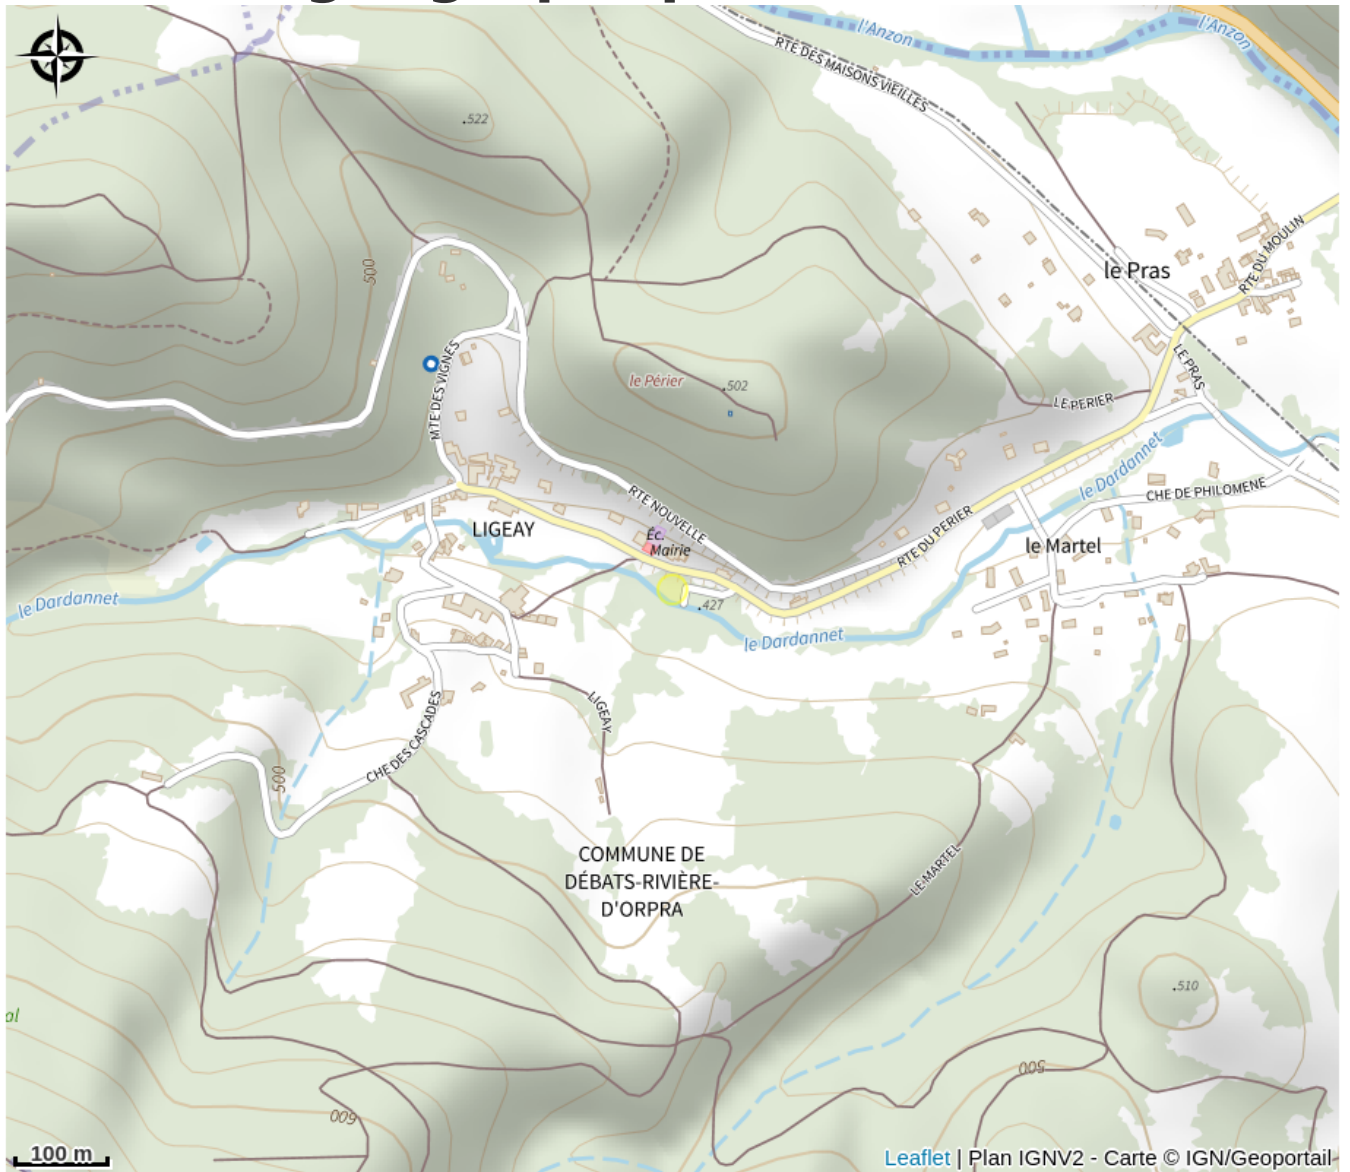 l'Anzon
l'Anzon
RTE DES MAISONS VIEILLES
.522
500
le Pras
RTE DU MOULIN
LE PRAS
le Périer
.502
LE PERIER
MTE DES VIGNES
le Dardannet
CHE DE PHILOMENE
RTE NOUVELLE
LIGEAY
Éc.
Mairie
RTE DU PERIER
le Martel
le Dardannet
.427
le Dardannet
LIGEAY
CHE DES CASCADES
500
COMMUNE DE
DÉBATS-RIVIÈRE-
D'ORPRA
LE MARTEL
.510
al
500
600
100 m
Leaflet | Plan IGNV2 - Carte © IGN/Geoportail